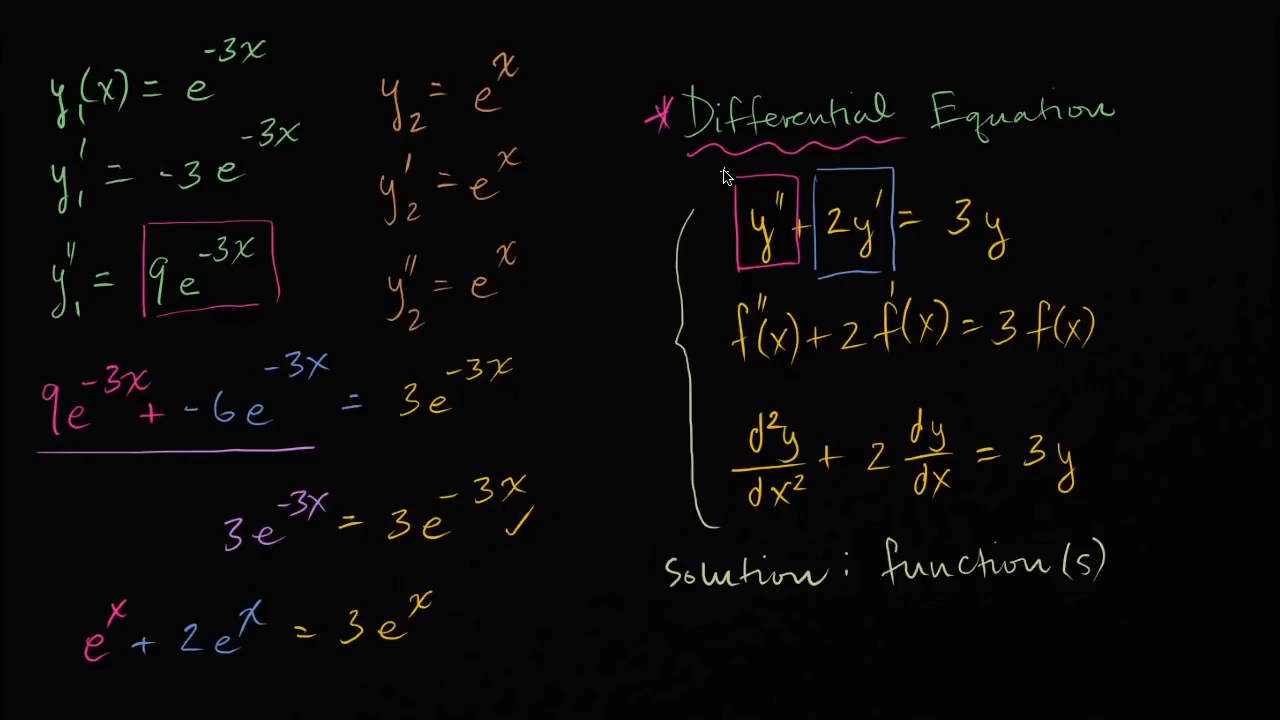 y₁(x) = e^{-3x}
y₁' = -3e^{-3x}
y₁'' = 9e^{-3x}
y₂ = e^x
y₂' = e^x
y₂'' = e^x
9e^{-3x} + -6e^{-3x} = 3e^{-3x}
3e^{-3x} = 3e^{-3x} ✓
e^x + 2e^x = 3e^x
* Differential Equation
y'' + 2y' = 3y
f''(x) + 2f'(x) = 3f(x)
d²y/dx² + 2 dy/dx = 3y
solution: function(s)